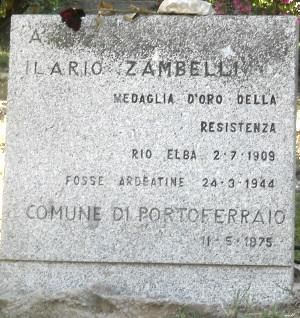 A
ILARIO ZAMBELLI
MEDAGLIA D'ORO DELLA
RESISTENZA
RIO ELBA 2-7-1909
FOSSE ARDEATINE 24-3-1944
COMUNE DI PORTOFERRAIO
11-5-1975